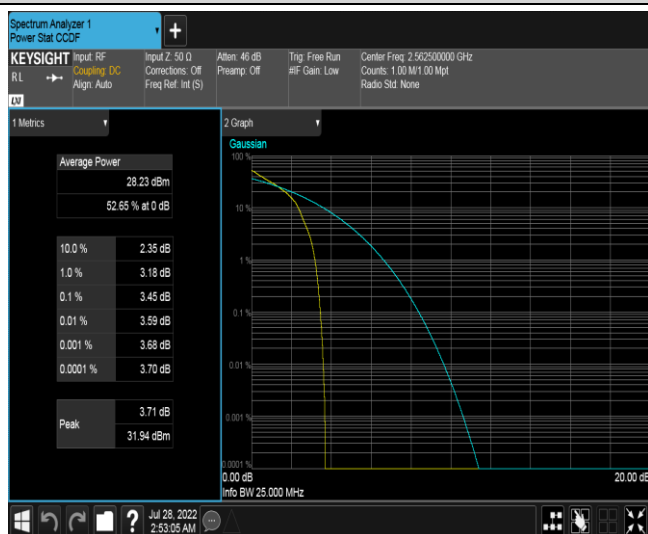 Spectrum Analyzer 1
Power Stat CCDF
+
KEYSIGHT
RL
LXI
Input: RF
Coupling: DC
Align: Auto
Input Z: 50 Ω
Corrections: Off
Freq Ref: Int (S)
Atten: 46 dB
Preamp: Off
Trig: Free Run
#IF Gain: Low
Center Freq: 2.562500000 GHz
Counts: 1.00 M/1.00 Mpt
Radio Std: None
1 Metrics
Average Power
28.23 dBm
52.65 % at 0 dB
10.0 % 2.35 dB
1.0 % 3.18 dB
0.1 % 3.45 dB
0.01 % 3.59 dB
0.001 % 3.68 dB
0.0001 % 3.70 dB
Peak
3.71 dB
31.94 dBm
2 Graph
Gaussian
100 %
10 %
1 %
0.1 %
0.01 %
0.001 %
0.0001 %
0.00 dB 20.00 dB
Info BW 25.000 MHz
?
Jul 28, 2022
2:53:05 AM